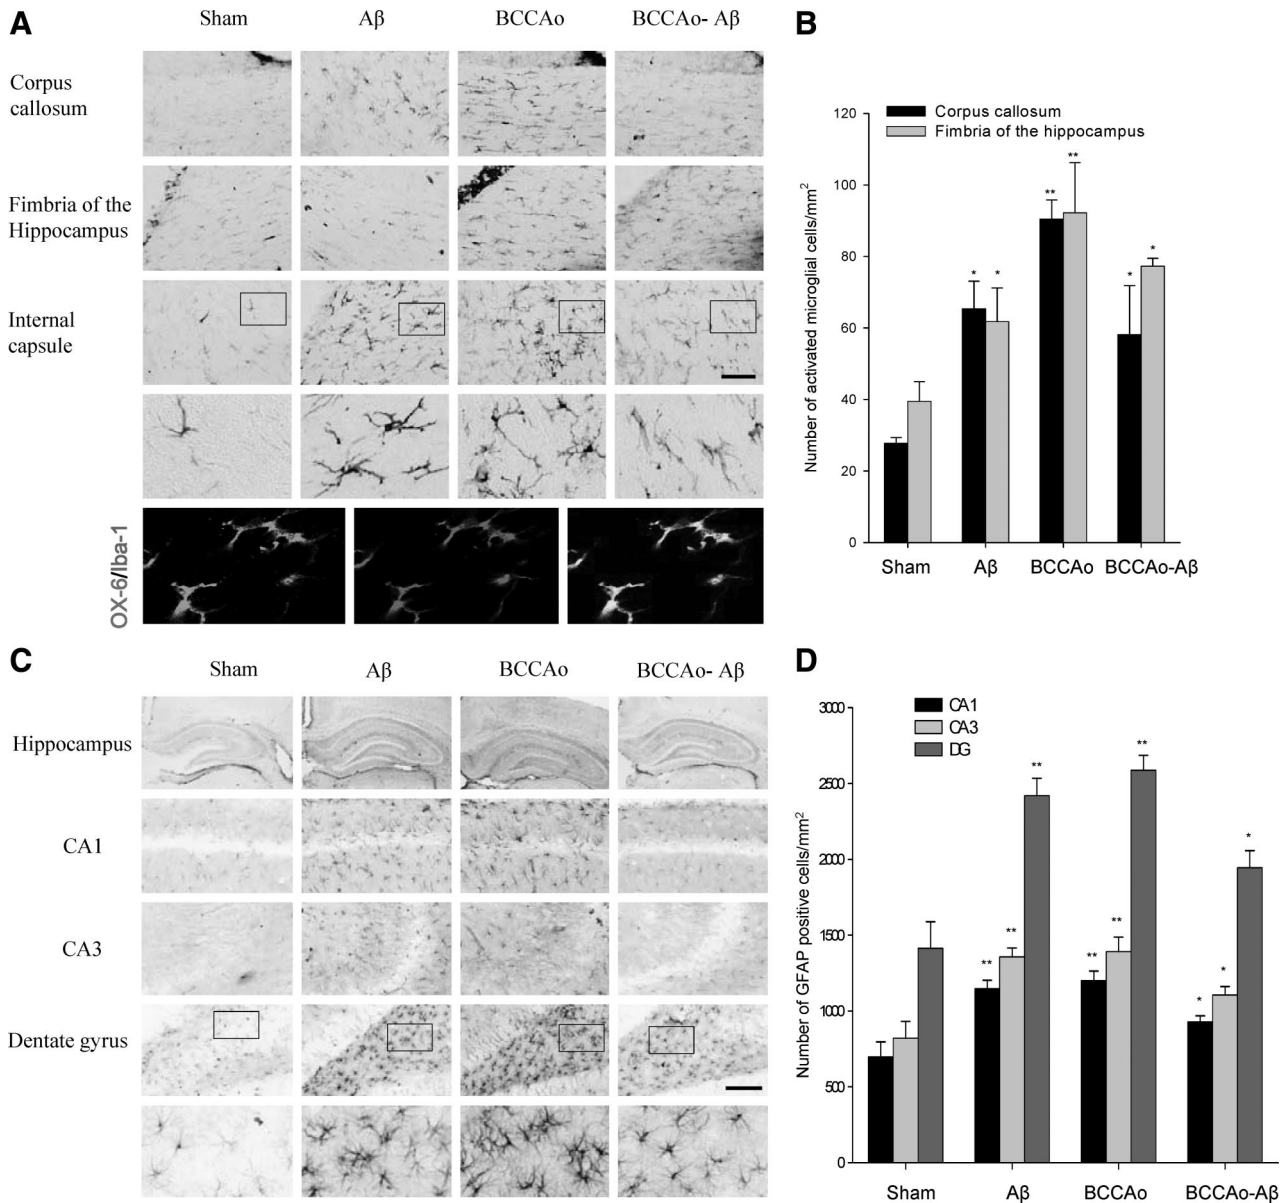 A
Sham Aβ BCCAo BCCAo- Aβ
Corpus
callosum
Fimbria of the
Hippocampus
Internal
capsule
OX-6/Iba-1
B
Number of activated microglial cells/mm2
120
100
80
60
40
20
0
Corpus callosum
Fimbria of the hippocampus
* * ** ** * *
Sham Aβ BCCAo BCCAo-Aβ
C
Sham Aβ BCCAo BCCAo- Aβ
Hippocampus
CA1
CA3
Dentate gyrus
D
Number of GFAP positive cells/mm2
3000
2500
2000
1500
1000
500
0
CA1
CA3
DG
** ** ** ** ** ** * * *
Sham Aβ BCCAo BCCAo-Aβ